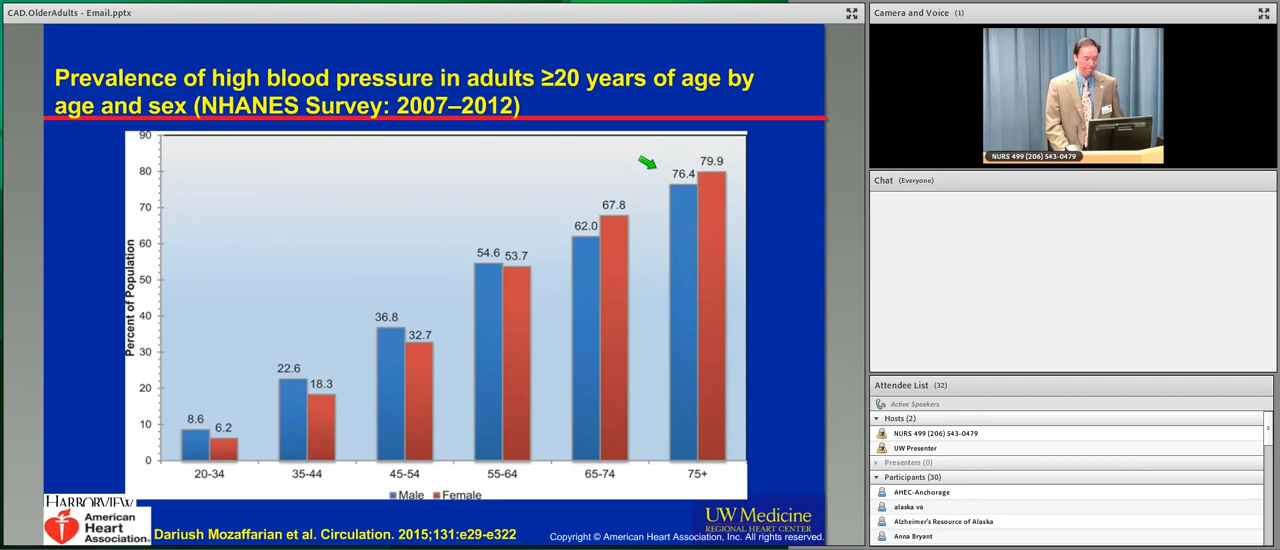 CAD.OlderAdults - Email.pptx
Prevalence of high blood pressure in adults ≥20 years of age by
age and sex (NHANES Survey: 2007–2012)
Percent of Population
90
80
70
60
50
40
30
20
10
0
8.6
6.2
22.6
18.3
36.8
32.7
54.6
53.7
62.0
67.8
76.4
79.9
20-34
35-44
45-54
55-64
65-74
75+
Male Female
HARBORVIEW
American
Heart
Association®
Dariush Mozaffarian et al. Circulation. 2015;131:e29-e322
UW Medicine
REGIONAL HEART CENTER
Copyright © American Heart Association, Inc. All rights reserved.
Camera and Voice (1)
NURS 499 (206) 543-0479
Chat (Everyone)
Attendee List (32)
Active Speakers
Hosts (2)
NURS 499 (206) 543-0479
UW Presenter
Presenters (0)
Participants (30)
AHEC-Anchorage
alaska va
Alzheimer's Resource of Alaska
Anna Bryant